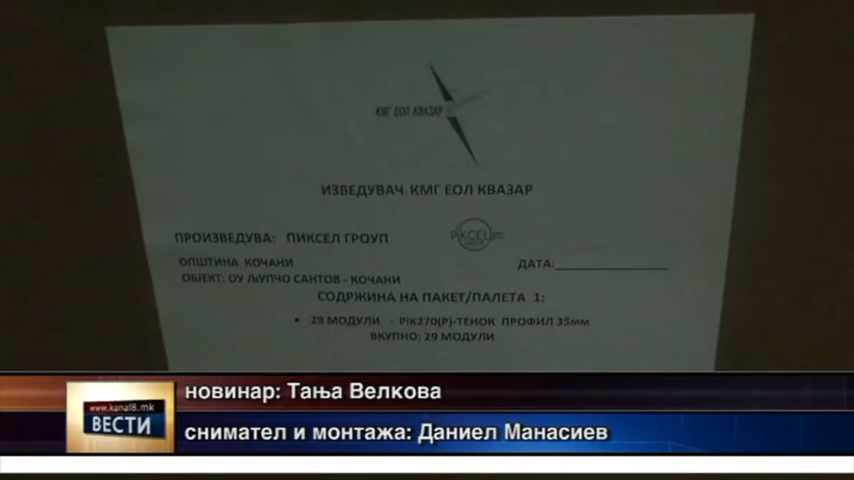 КМГ ЕОЛ КВАЗАР
ИЗВЕДУВАЧ КМГ ЕОЛ КВАЗАР
ПРОИЗВЕДУВА: ПИКСЕЛ ГРОУП
PiKCELL
ОПШТИНА КОЧАНИ
ДАТА:
ОБЈЕКТ: ОУ ЉУПЧО САНТОВ - КОЧАНИ
СОДРЖИНА НА ПАКЕТ/ПАЛЕТА 1:
• 29 МОДУЛИ - PiK270(P)-ТЕНОК ПРОФИЛ 35мм
ВКУПНО: 29 МОДУЛИ
новинар: Тања Велкова
www.kanal8.mk
ВЕСТИ
снимател и монтажа: Даниел Манасиев